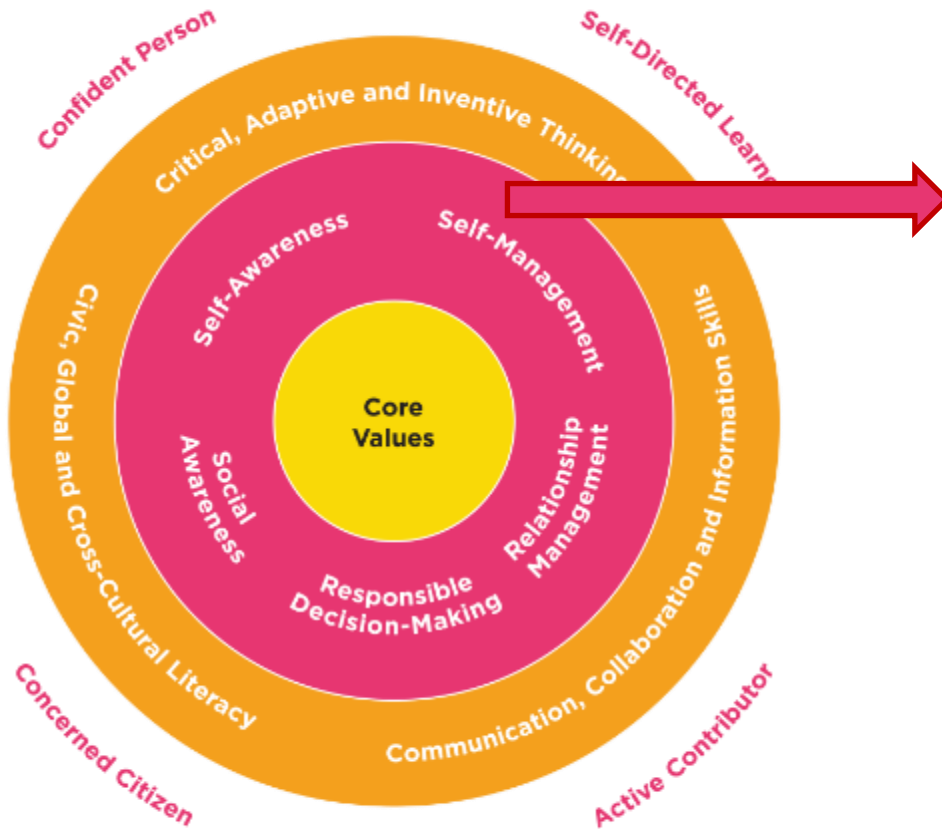 Confident Person
Self-Directed Learne
Critical, Adaptive and Inventive Thinking
Self-Awareness
Self-Management
Civic, Global and Cross-Cultural Literacy
Communication, Collaboration and Information Skills
Core
Values
Social
Awareness
Relationship
Management
Responsible
Decision-Making
Concerned Citizen
Active Contributor